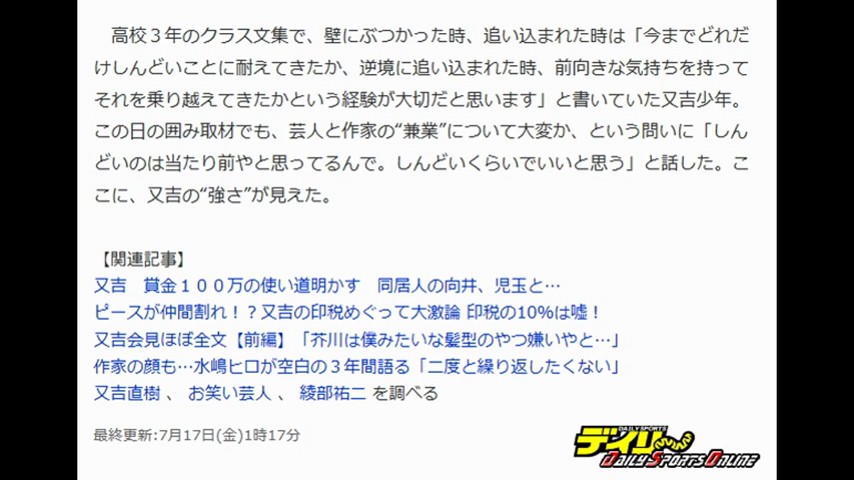 高校３年のクラス文集で、壁にぶつかった時、追い込まれた時は「今までどれだ
けしんどいことに耐えてきたか、逆境に追い込まれた時、前向きな気持ちを持って
それを乗り越えてきたかという経験が大切だと思います」と書いていた又吉少年。
この日の囲み取材でも、芸人と作家の“兼業”について大変か、という問いに「しん
どいのは当たり前やと思ってるんで。しんどいくらいでいいと思う」と話した。こ
こに、又吉の“強さ”が見えた。
【関連記事】
又吉　賞金１００万の使い道明かす　同居人の向井、児玉と…
ピースが仲間割れ！？又吉の印税めぐって大激論 印税の10%は嘘！
又吉会見ほぼ全文【前編】「芥川は僕みたいな髪型のやつ嫌いやと…」
作家の顔も…水嶋ヒロが空白の３年間語る「二度と繰り返したくない」
又吉直樹 、 お笑い芸人 、 綾部祐二 を調べる
最終更新:7月17日(金)1時17分
DAILY SPORTS
デイリー
DAILY SPORTS ONLINE